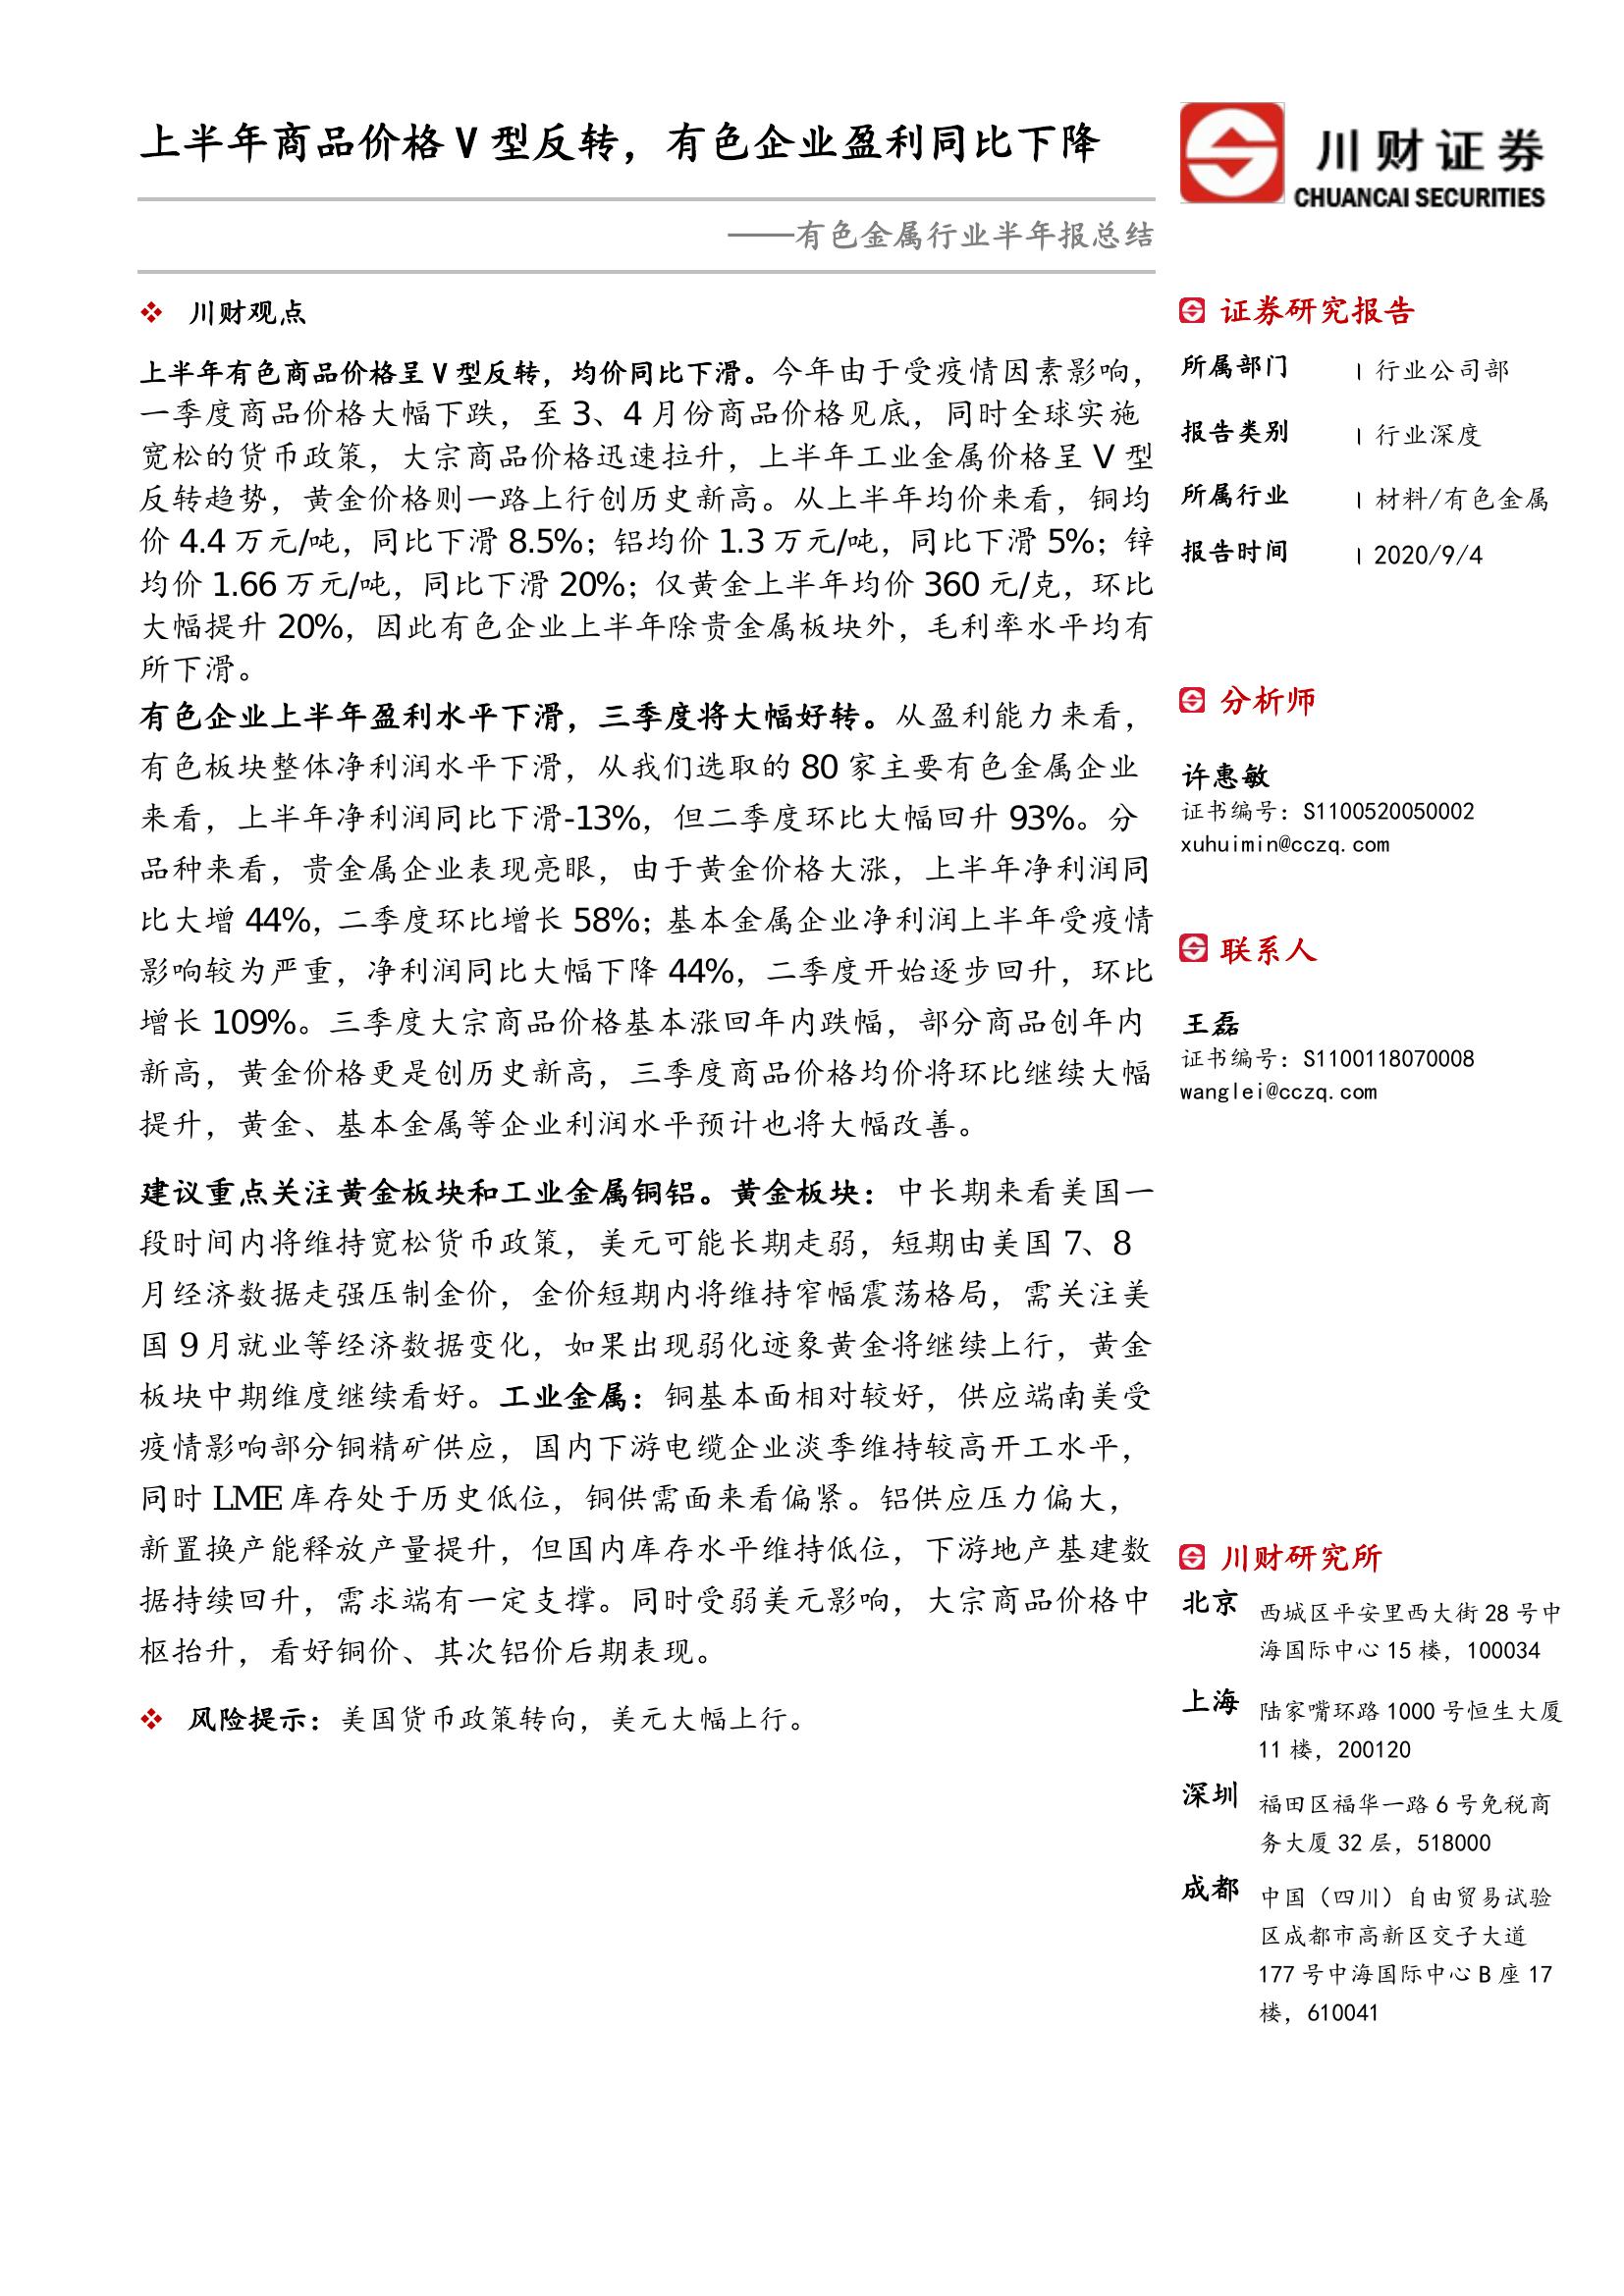 上半年商品价格 V 型反转，有色企业盈利同比下降
——有色金属行业半年报总结
❖ 川财观点
上半年有色商品价格呈 V 型反转，均价同比下滑。今年由于受疫情因素影响，
一季度商品价格大幅下跌，至 3、4 月份商品价格见底，同时全球实施
宽松的货币政策，大宗商品价格迅速拉升，上半年工业金属价格呈 V 型
反转趋势，黄金价格则一路上行创历史新高。从上半年均价来看，铜均
价 4.4 万元/吨，同比下滑 8.5%；铝均价 1.3 万元/吨，同比下滑 5%；锌
均价 1.66 万元/吨，同比下滑 20%；仅黄金上半年均价 360 元/克，环比
大幅提升 20%，因此有色企业上半年除贵金属板块外，毛利率水平均有
所下滑。
有色企业上半年盈利水平下滑，三季度将大幅好转。从盈利能力来看，
有色板块整体净利润水平下滑，从我们选取的 80 家主要有色金属企业
来看，上半年净利润同比下滑-13%，但二季度环比大幅回升 93%。分
品种来看，贵金属企业表现亮眼，由于黄金价格大涨，上半年净利润同
比大增 44%，二季度环比增长 58%；基本金属企业净利润上半年受疫情
影响较为严重，净利润同比大幅下降 44%，二季度开始逐步回升，环比
增长 109%。三季度大宗商品价格基本涨回年内跌幅，部分商品创年内
新高，黄金价格更是创历史新高，三季度商品价格均价将环比继续大幅
提升，黄金、基本金属等企业利润水平预计也将大幅改善。
建议重点关注黄金板块和工业金属铜铝。黄金板块：中长期来看美国一
段时间内将维持宽松货币政策，美元可能长期走弱，短期由美国 7、8
月经济数据走强压制金价，金价短期内将维持窄幅震荡格局，需关注美
国 9 月就业等经济数据变化，如果出现弱化迹象黄金将继续上行，黄金
板块中期维度继续看好。工业金属：铜基本面相对较好，供应端南美受
疫情影响部分铜精矿供应，国内下游电缆企业淡季维持较高开工水平，
同时 LME 库存处于历史低位，铜供需面来看偏紧。铝供应压力偏大，
新置换产能释放产量提升，但国内库存水平维持低位，下游地产基建数
据持续回升，需求端有一定支撑。同时受弱美元影响，大宗商品价格中
枢抬升，看好铜价、其次铝价后期表现。
❖ 风险提示：美国货币政策转向，美元大幅上行。
川财证券
CHUANCAI SECURITIES
证券研究报告
所属部门 | 行业公司部
报告类别 | 行业深度
所属行业 | 材料/有色金属
报告时间 | 2020/9/4
分析师
许惠敏
证书编号：S1100520050002
xuhuimin@cczq.com
联系人
王磊
证书编号：S1100118070008
wanglei@cczq.com
川财研究所
北京 西城区平安里西大街 28 号中
海国际中心 15 楼，100034
上海 陆家嘴环路 1000 号恒生大厦
11 楼，200120
深圳 福田区福华一路 6 号免税商
务大厦 32 层，518000
成都 中国（四川）自由贸易试验
区成都市高新区交子大道
177 号中海国际中心 B 座 17
楼，610041